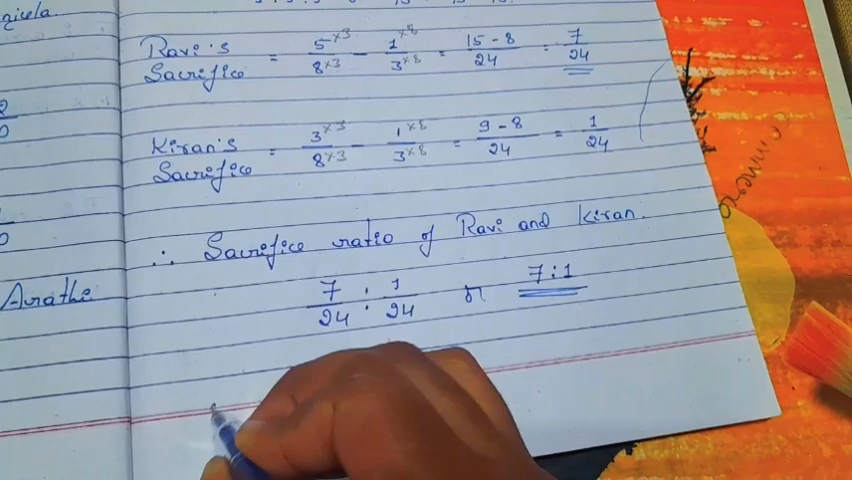 Ravi's Sacrifice = 5×3/8×3 - 1×8/3×8 = 15-8/24 = 7/24
Kiran's Sacrifice = 3×3/8×3 - 1×8/3×8 = 9-8/24 = 1/24
∴ Sacrifice ratio of Ravi and Kiran.
7/24 : 1/24 or 7:1